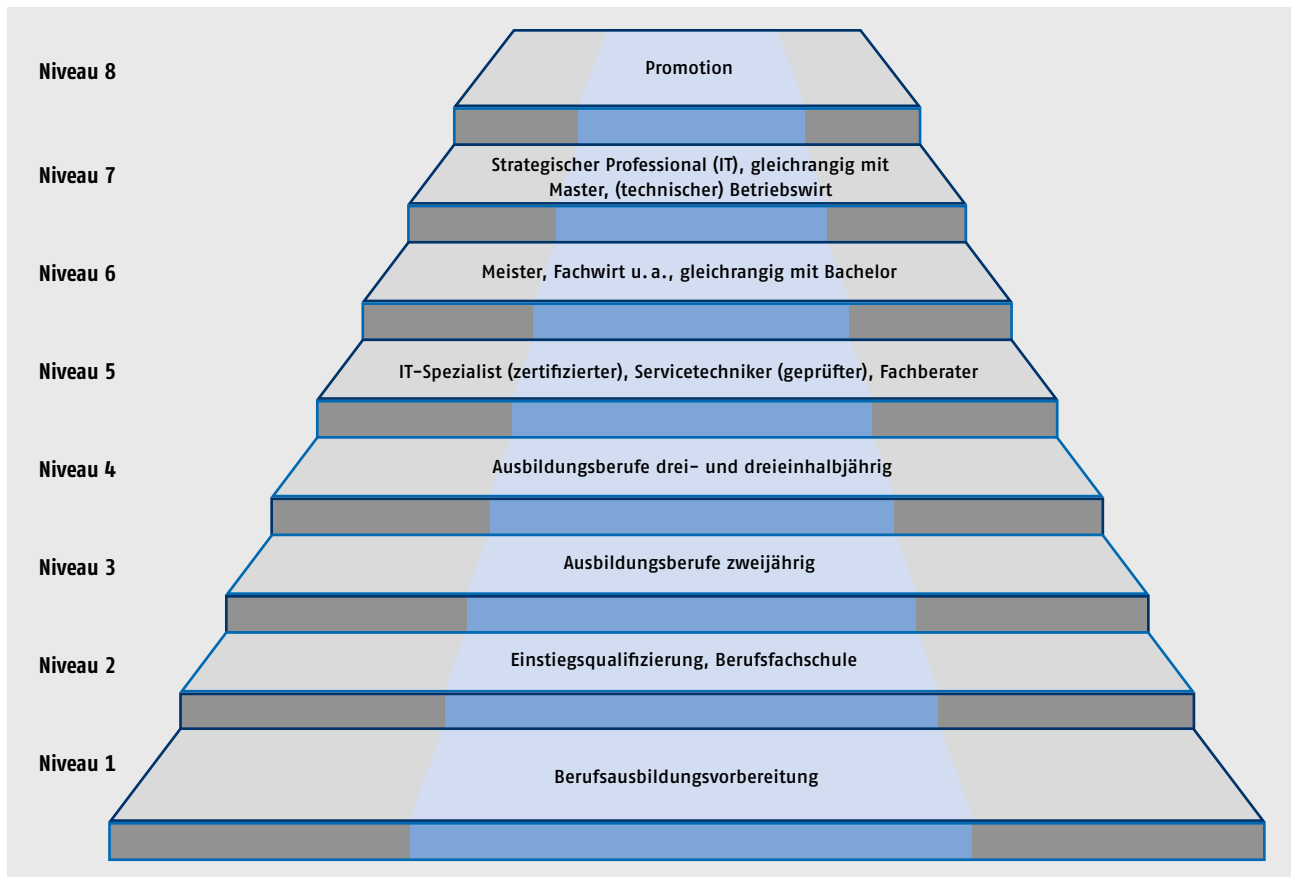 Niveau 8
Promotion
Niveau 7
Strategischer Professional (IT), gleichrangig mit
Master, (technischer) Betriebswirt
Niveau 6
Meister, Fachwirt u. a., gleichrangig mit Bachelor
Niveau 5
IT-Spezialist (zertifizierter), Servicetechniker (geprüfter), Fachberater
Niveau 4
Ausbildungsberufe drei- und dreieinhalbjährig
Niveau 3
Ausbildungsberufe zweijährig
Niveau 2
Einstiegsqualifizierung, Berufsfachschule
Niveau 1
Berufsausbildungsvorbereitung